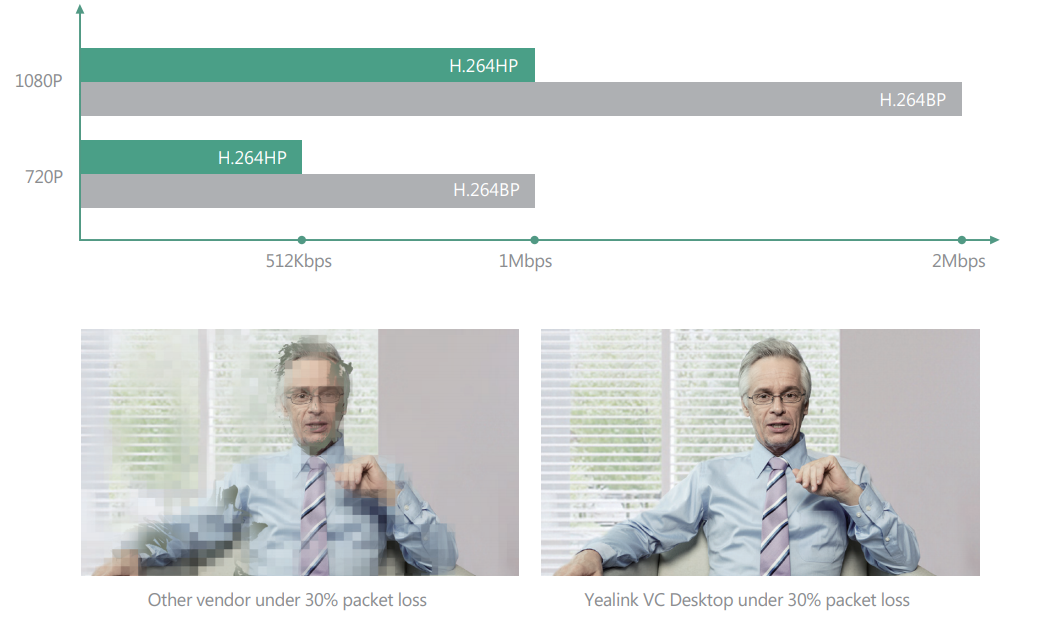 1080P
H.264HP
H.264BP
720P
H.264HP
H.264BP
512Kbps 1Mbps 2Mbps
Other vendor under 30% packet loss
Yealink VC Desktop under 30% packet loss